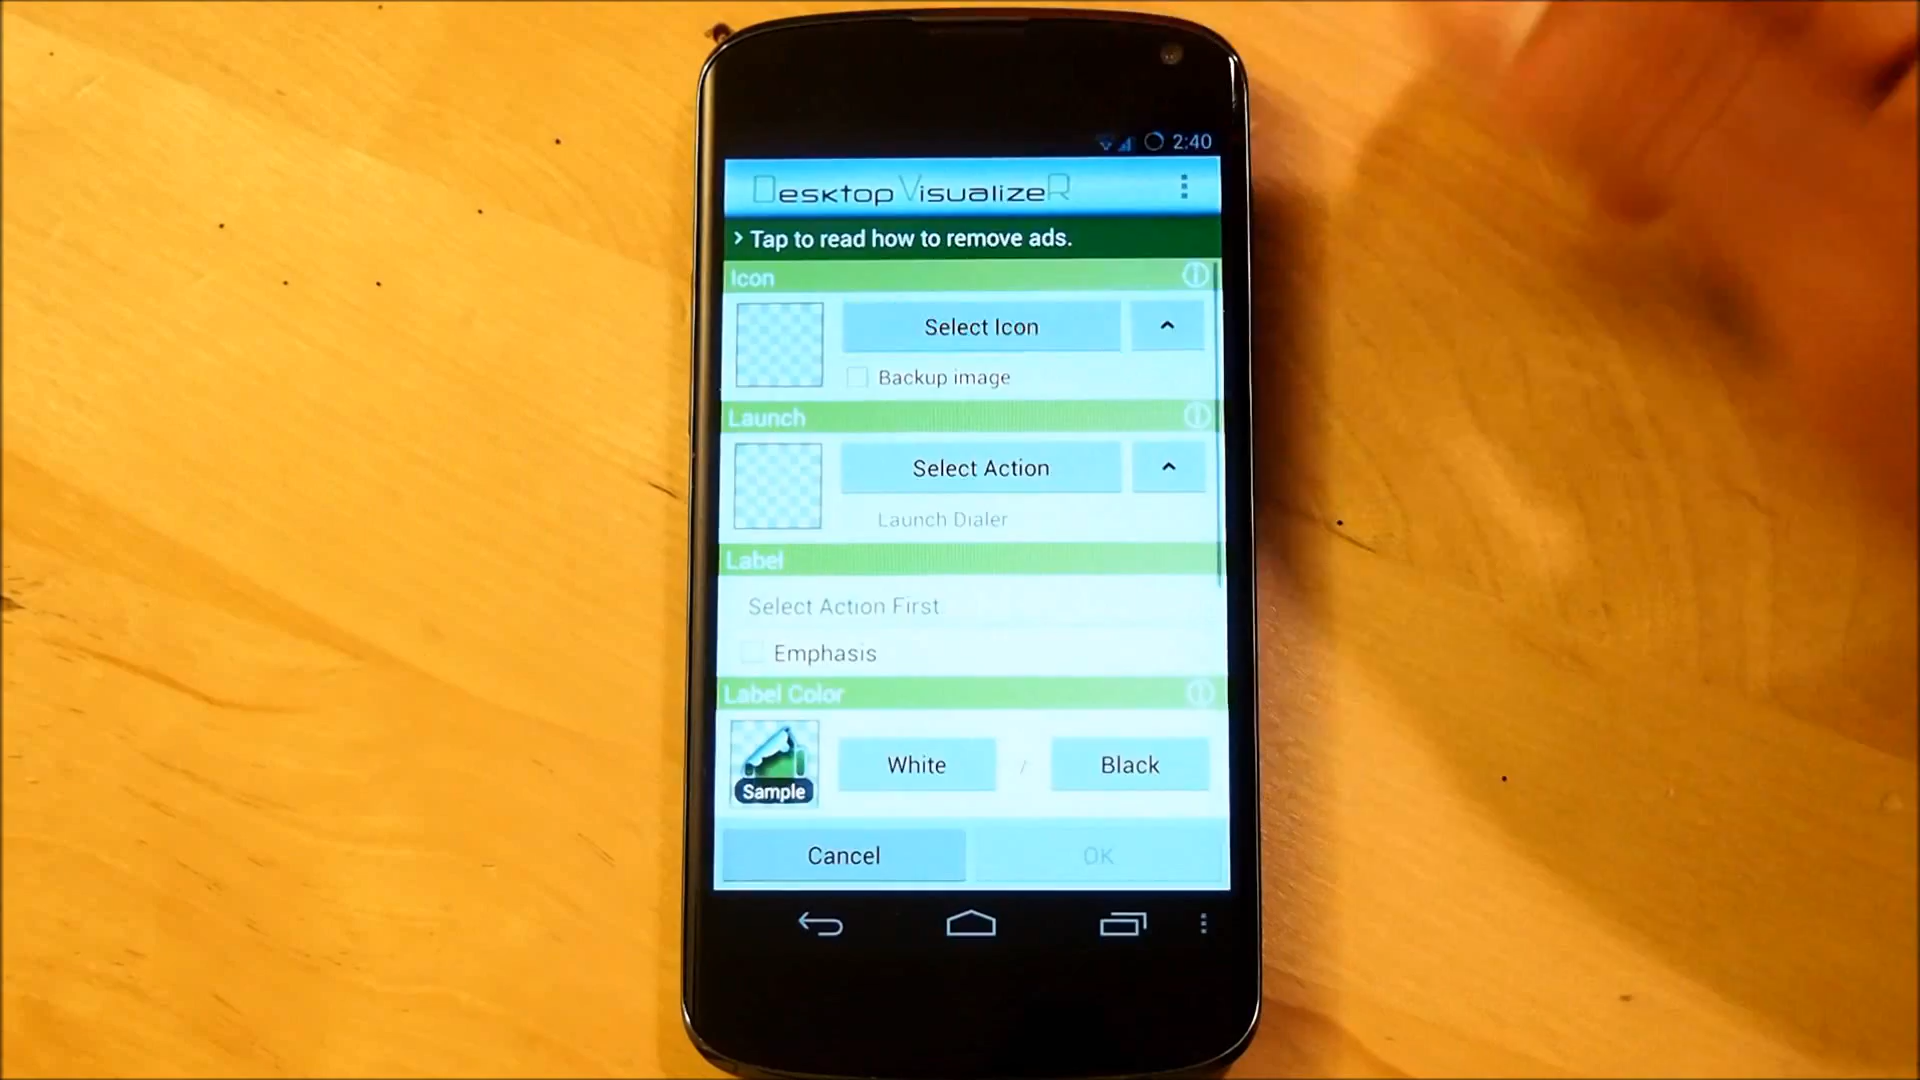 2:40
Desktop VisualizeR
> Tap to read how to remove ads.
Icon
Select Icon
Backup image
Launch
Select Action
Launch Dialer
Label
Select Action First
Emphasis
Label Color
Sample
White / Black
Cancel
OK